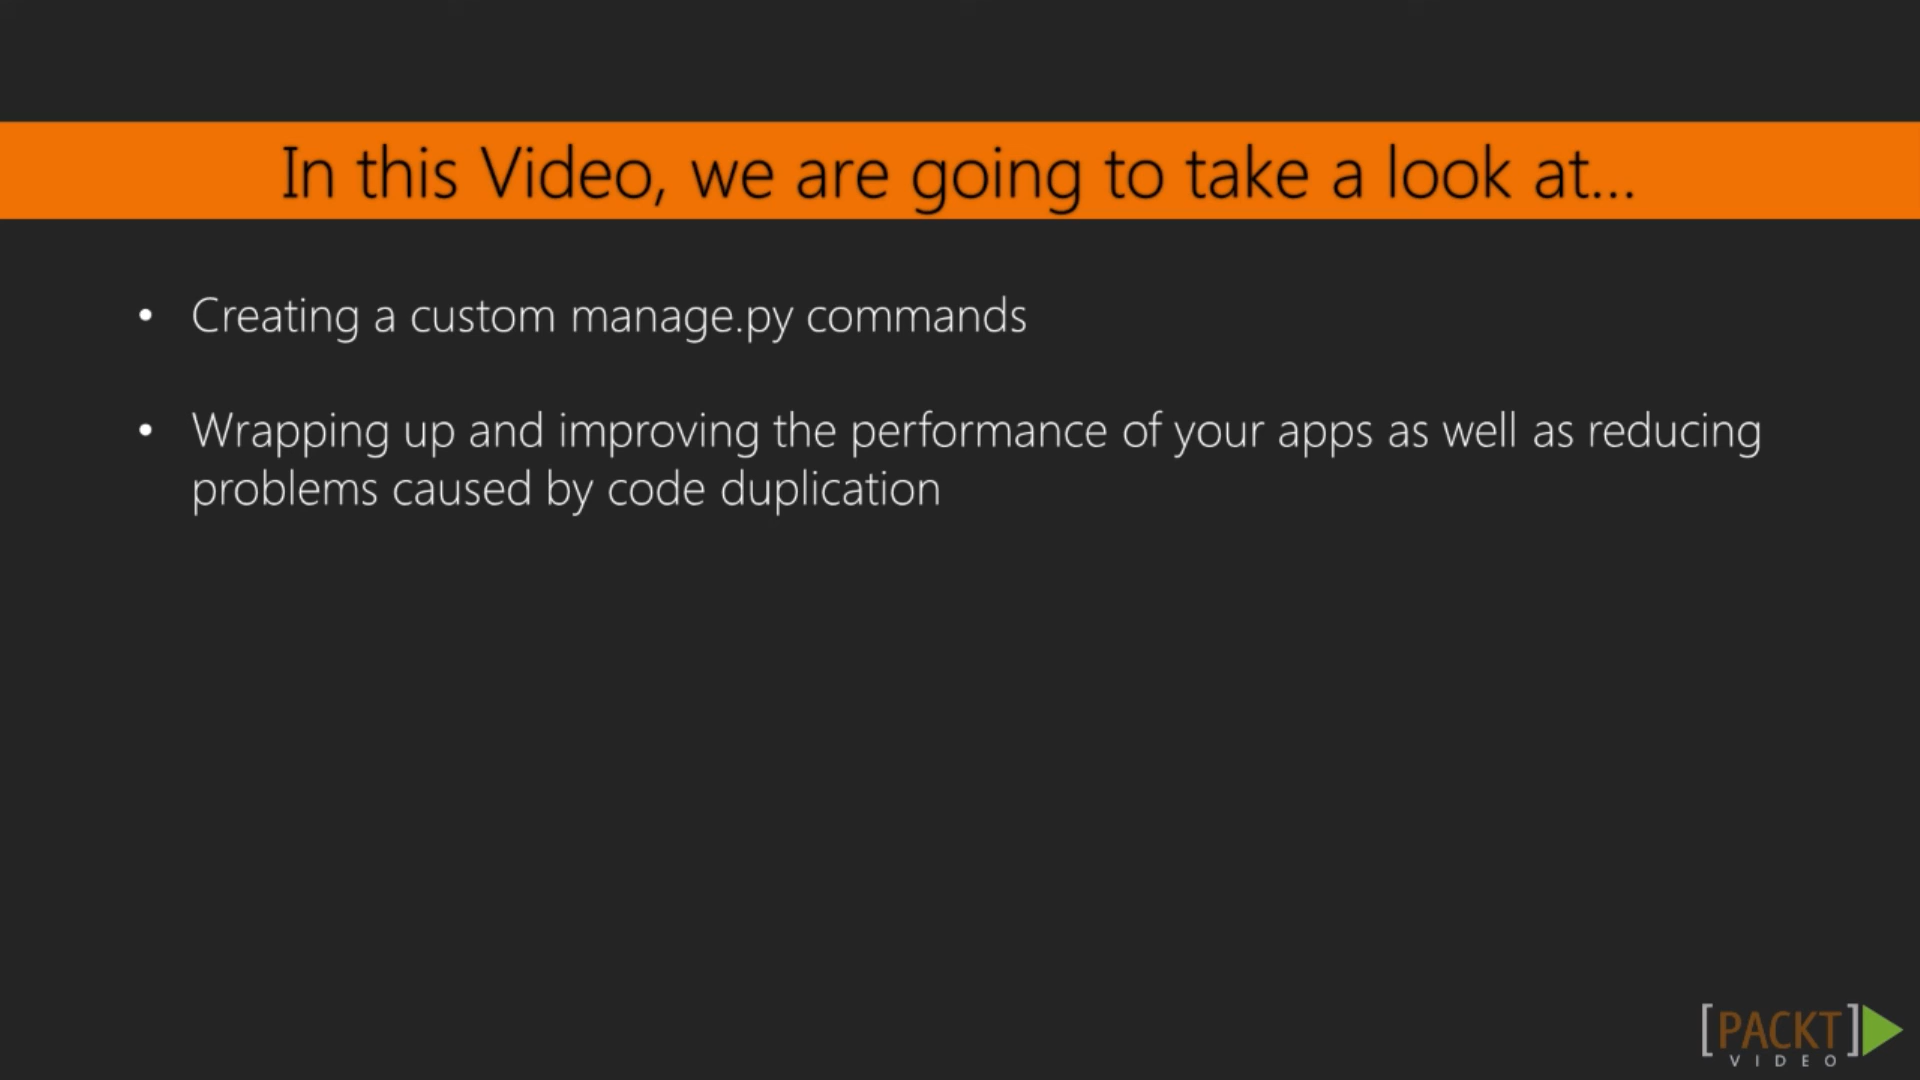 In this Video, we are going to take a look at...
• Creating a custom manage.py commands
• Wrapping up and improving the performance of your apps as well as reducing
problems caused by code duplication
[PACKT]
VIDEO